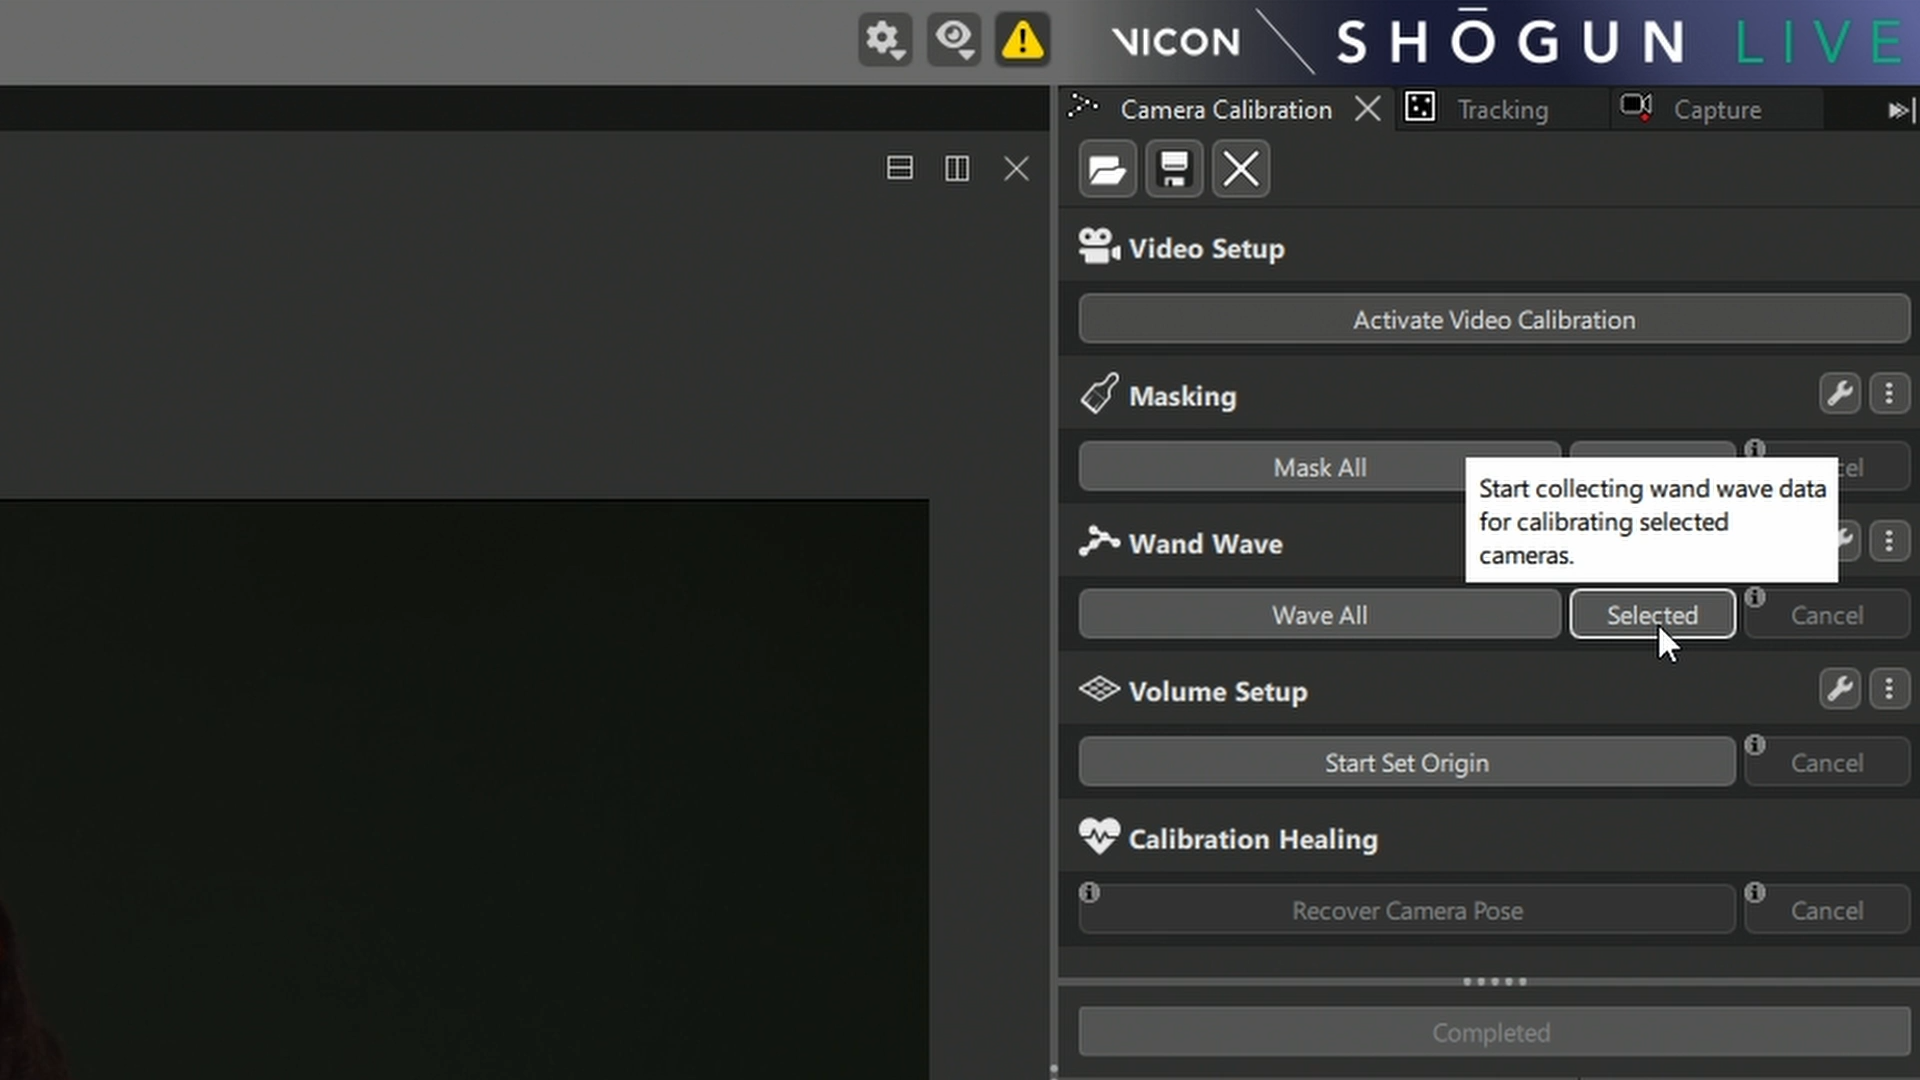 VICON SHŌGUN LIVE
Camera Calibration
Tracking
Capture
Video Setup
Activate Video Calibration
Masking
Mask All
Start collecting wand wave data
for calibrating selected
cameras.
Wand Wave
Wave All
Selected
Cancel
Volume Setup
Start Set Origin
Cancel
Calibration Healing
Recover Camera Pose
Cancel
Completed